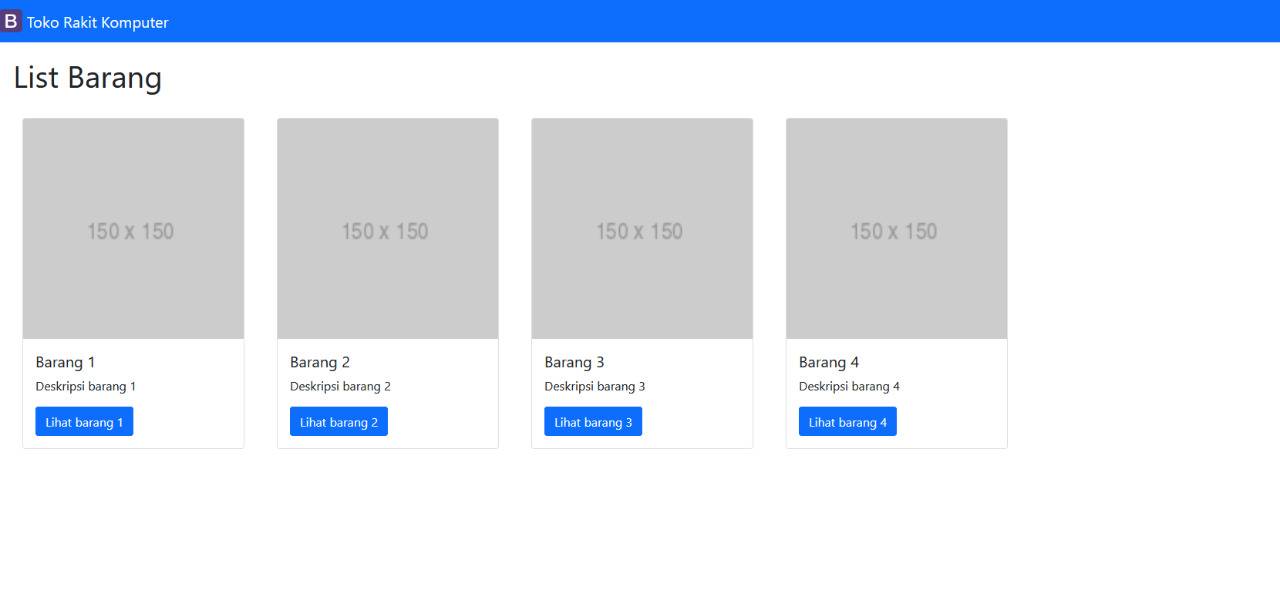 B Toko Rakit Komputer
List Barang
150 x 150
150 x 150
150 x 150
150 x 150
Barang 1
Barang 2
Barang 3
Barang 4
Deskripsi barang 1
Deskripsi barang 2
Deskripsi barang 3
Deskripsi barang 4
Lihat barang 1
Lihat barang 2
Lihat barang 3
Lihat barang 4